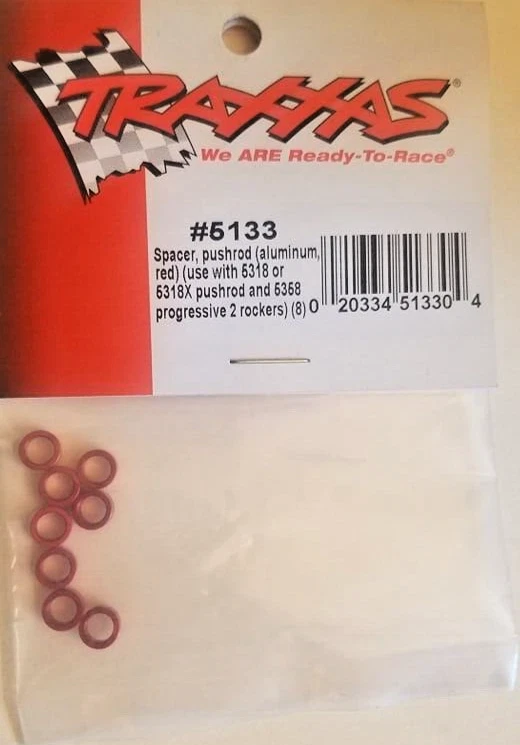 TRAXXAS®
We ARE Ready-To-Race®
#5133
Spacer, pushrod (aluminum,
red) (use with 5318 or
5318X pushrod and 5358
progressive 2 rockers) (8)
0 20334 51330 4